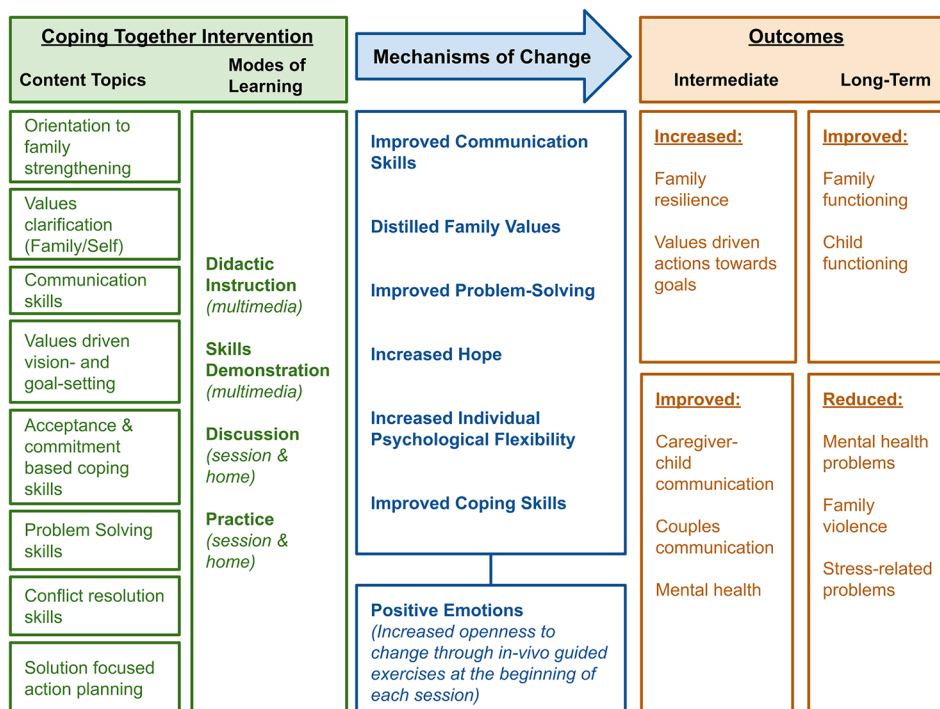 Coping Together Intervention
Content Topics
Modes of
Learning
Orientation to
family
strengthening
Values
clarification
(Family/Self)
Communication
skills
Values driven
vision- and
goal-setting
Acceptance &
commitment
based coping
skills
Problem Solving
skills
Conflict resolution
skills
Solution focused
action planning
Didactic
Instruction
(multimedia)
Skills
Demonstration
(multimedia)
Discussion
(session &
home)
Practice
(session &
home)
Mechanisms of Change
Improved Communication
Skills
Distilled Family Values
Improved Problem-Solving
Increased Hope
Increased Individual
Psychological Flexibility
Improved Coping Skills
Positive Emotions
(Increased openness to
change through in-vivo guided
exercises at the beginning of
each session)
Outcomes
Intermediate
Long-Term
Increased:
Family
resilience
Values driven
actions towards
goals
Improved:
Caregiver-
child
communication
Couples
communication
Mental health
Improved:
Family
functioning
Child
functioning
Reduced:
Mental health
problems
Family
violence
Stress-related
problems